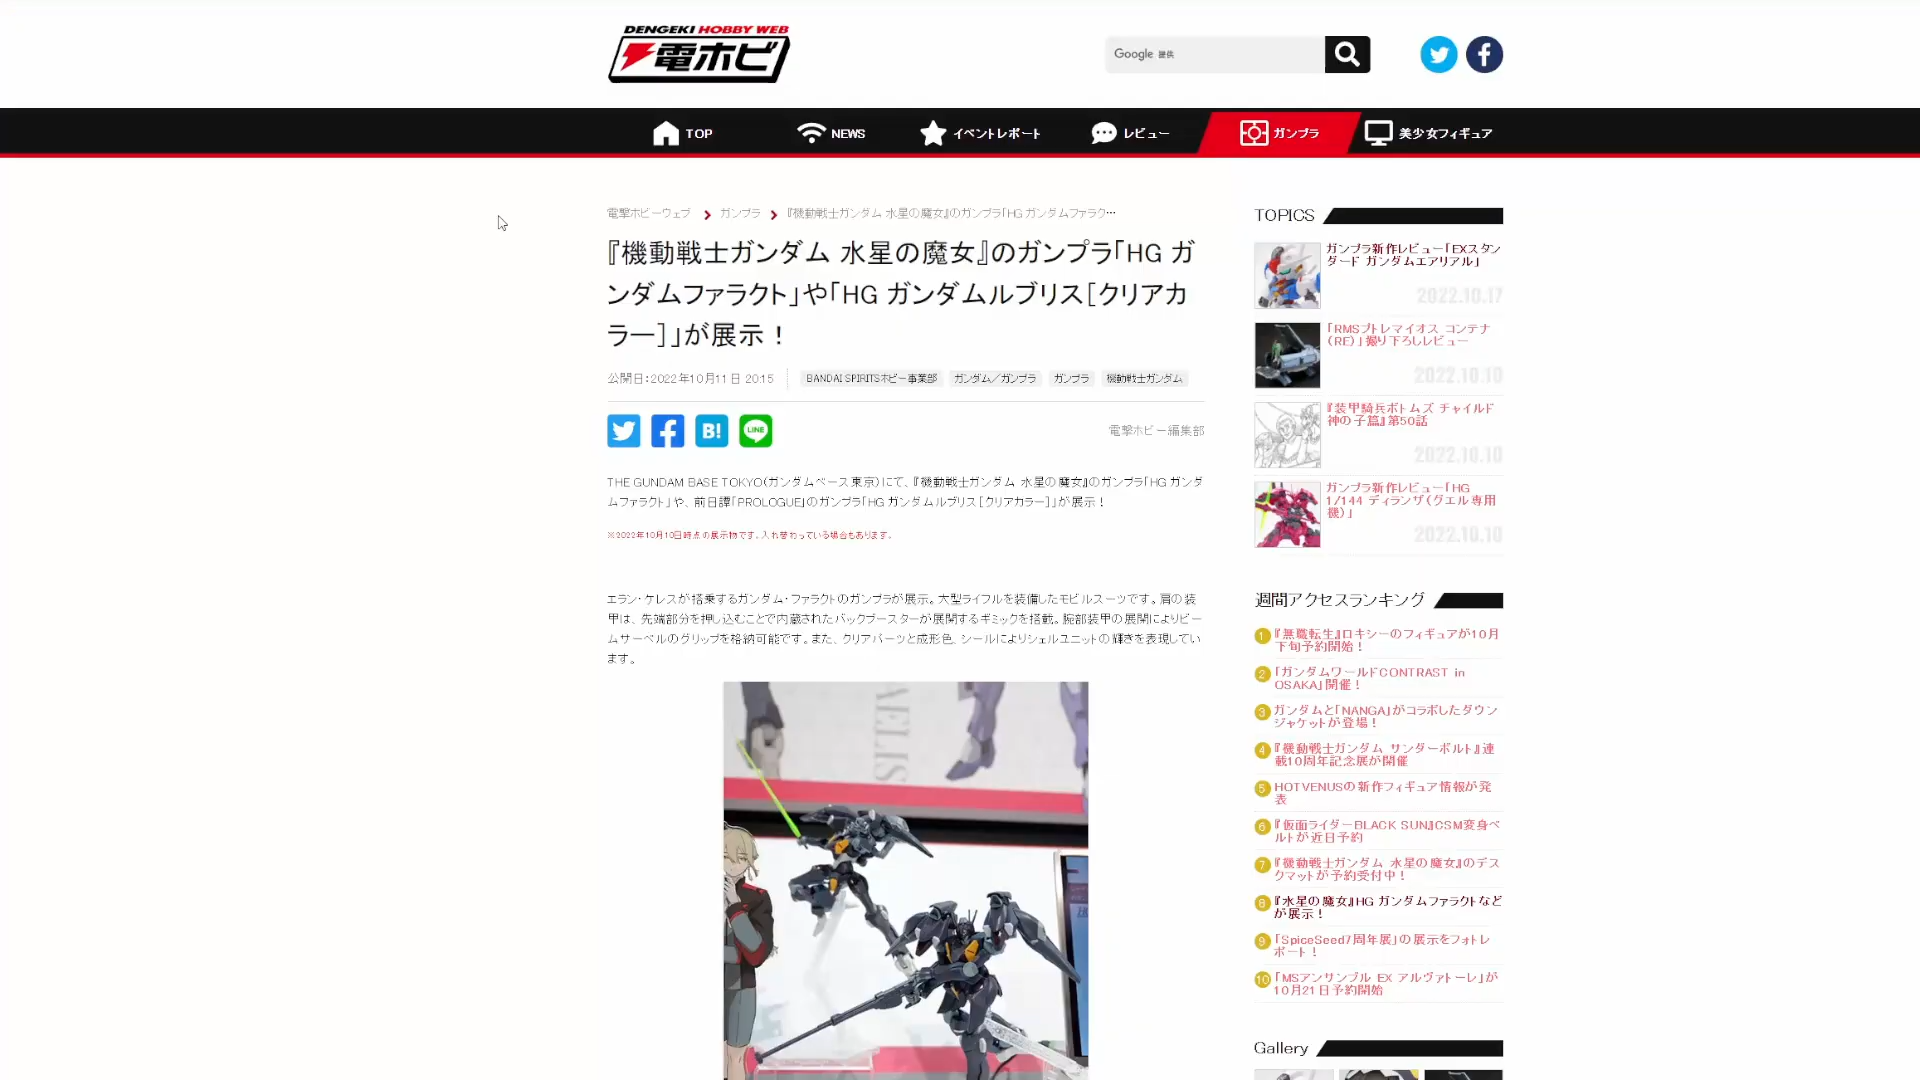 DENGEKI HOBBY WEB
電ホビ
Google 提供
TOP
NEWS
イベントレポート
レビュー
ガンプラ
美少女フィギュア
電撃ホビーウェブ
ガンプラ
『機動戦士ガンダム 水星の魔女』のガンプラ「HG ガンダムファラク…
『機動戦士ガンダム 水星の魔女』のガンプラ「HG ガ
ンダムファラクト」や「HG ガンダムルブリス［クリアカ
ラー］」が展示！
公開日：2022年10月11日 20:15
BANDAI SPIRITSホビー事業部
ガンダム／ガンプラ
ガンプラ
機動戦士ガンダム
B!
LINE
電撃ホビー編集部
THE GUNDAM BASE TOKYO（ガンダムベース東京）にて、『機動戦士ガンダム 水星の魔女』のガンプラ「HG ガンダ
ムファラクト」や、前日譚「PROLOGUE」のガンプラ「HG ガンダムルブリス［クリアカラー］」が展示！
※2022年10月10日時点の展示物です。入れ替わっている場合もあります。
エラン・ケレスが搭乗するガンダム・ファラクトのガンプラが展示。大型ライフルを装備したモビルスーツです。肩の装
甲は、先端部分を押し込むことで内蔵されたバックブースターが展開するギミックを搭載。腕部装甲の展開によりビー
ムサーベルのグリップを格納可能です。また、クリアパーツと成形色、シールによりシェルユニットの輝きを表現してい
ます。
TOPICS
ガンプラ新作レビュー「EXスタン
ダード ガンダムエアリアル」
2022.10.17
「RMSプトレマイオス コンテナ
（RE）」撮り下ろしレビュー
2022.10.10
『装甲騎兵ボトムズ チャイルド
神の子篇』第50話
2022.10.10
ガンプラ新作レビュー「HG
1/144 ディランザ（グエル専用
機）」
2022.10.10
週間アクセスランキング
1 『無職転生』ロキシーのフィギュアが10月
下旬予約開始！
2 「ガンダムワールドCONTRAST in
OSAKA」開催！
3 ガンダムと「NANGA」がコラボしたダウン
ジャケットが登場！
4 『機動戦士ガンダム サンダーボルト』連
載10周年記念展が開催
5 HOTVENUSの新作フィギュア情報が発
表
6 『仮面ライダーBLACK SUN』CSM変身ベ
ルトが近日予約
7 『機動戦士ガンダム 水星の魔女』のデス
クマットが予約受付中！
8 『水星の魔女』HG ガンダムファラクトなど
が展示！
9 「SpiceSeed7周年展」の展示をフォトレ
ポート！
10 「MSアンサンブル EX アルヴァトーレ」が
10月21日予約開始
Gallery